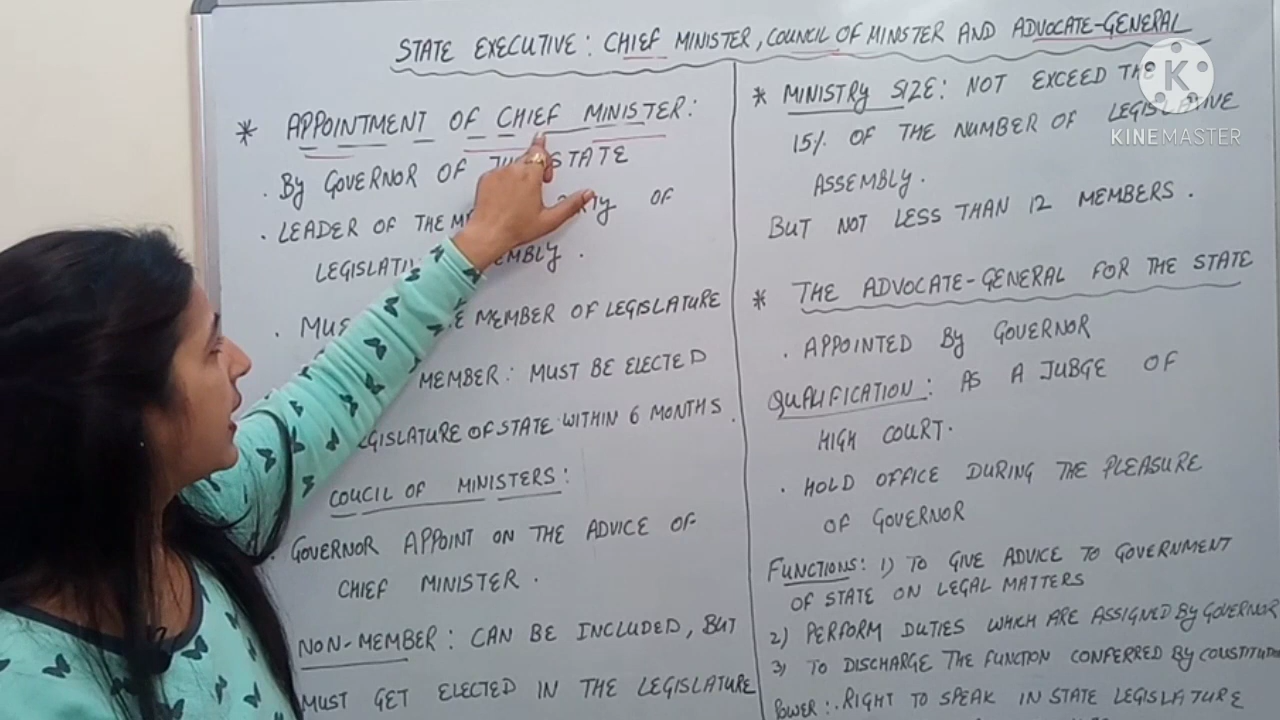 STATE EXECUTIVE: CHIEF MINISTER, COUNCIL OF MINSTER AND ADVOCATE-GENERAL
* APPOINTMENT OF CHIEF MINISTER:
. BY GOVERNOR OF STATE
. LEADER OF THE OF
LEGISLATI
. MEMBER OF LEGISLATURE
MEMBER: MUST BE ELECTED
EGISLATURE OF STATE WITHIN 6 MONTHS.
COUCIL OF MINISTERS:
. GOVERNOR APPOINT ON THE ADVICE OF
CHIEF MINISTER.
NON-MEMBER: CAN BE INCLUDED, BUT
MUST GET ELECTED IN THE LEGISLATURE
* MINISTRY SIZE: NOT EXCEED THE
15% OF THE NUMBER OF LEGISLATIVE
ASSEMBLY.
BUT NOT LESS THAN 12 MEMBERS.
* THE ADVOCATE-GENERAL FOR THE STATE
. APPOINTED BY GOVERNOR
QUALIFICATION: AS A JUDGE OF
HIGH COURT.
. HOLD OFFICE DURING THE PLEASURE
OF GOVERNOR
FUNCTIONS: 1) TO GIVE ADVICE TO GOVERNMENT
OF STATE ON LEGAL MATTERS
2) PERFORM DUTIES WHICH ARE ASSIGNED BY GOVERNOR
3) TO DISCHARGE THE FUNCTION CONFERRED BY CONSTITUTION
POWER:. RIGHT TO SPEAK IN STATE LEGISLATURE
K
KINEMASTER